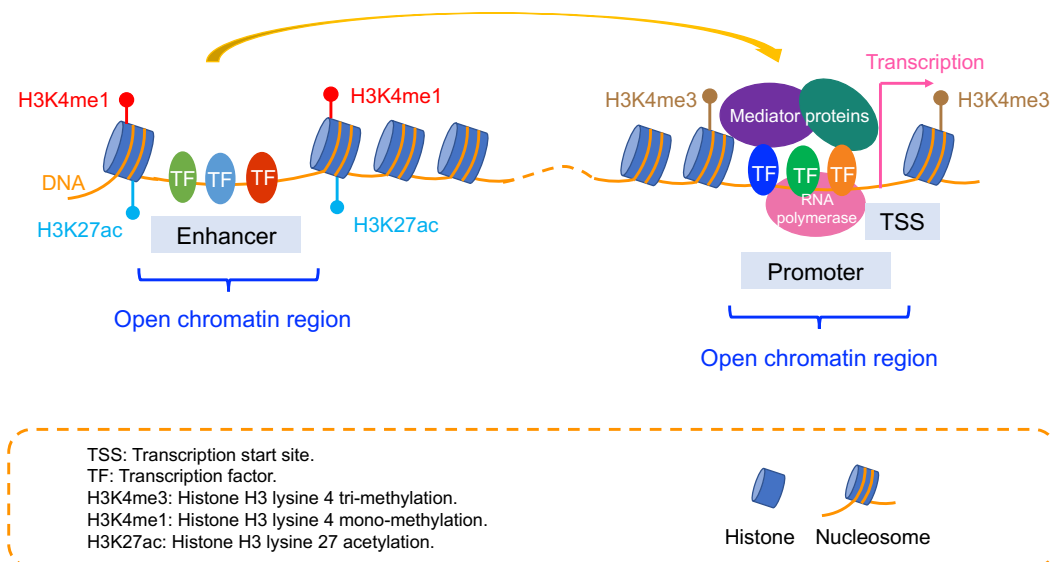 Transcription
H3K4me1
H3K4me1
H3K4me3
H3K4me3
Mediator proteins
DNA
TF
TF
TF
TF
TF
TF
RNA
polymerase
H3K27ac
H3K27ac
Enhancer
TSS
Promoter
Open chromatin region
Open chromatin region
TSS: Transcription start site.
TF: Transcription factor.
H3K4me3: Histone H3 lysine 4 tri-methylation.
H3K4me1: Histone H3 lysine 4 mono-methylation.
H3K27ac: Histone H3 lysine 27 acetylation.
Histone
Nucleosome